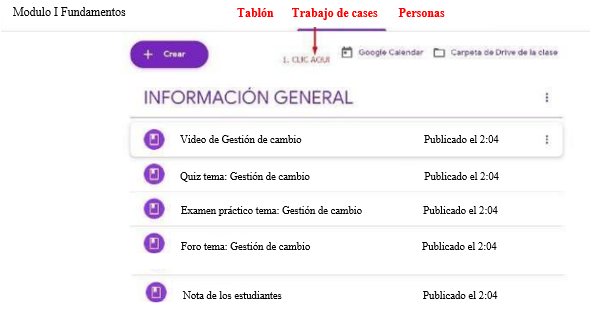 Modulo I Fundamentos Tablón Trabajo de cases Personas
+ Crear 1. CLIC AQUI Google Calendar Carpeta de Drive de la clase
INFORMACIÓN GENERAL
Video de Gestión de cambio Publicado el 2:04
Quiz tema: Gestión de cambio Publicado el 2:04
Examen práctico tema: Gestión de cambio Publicado el 2:04
Foro tema: Gestión de cambio Publicado el 2:04
Nota de los estudiantes Publicado el 2:04